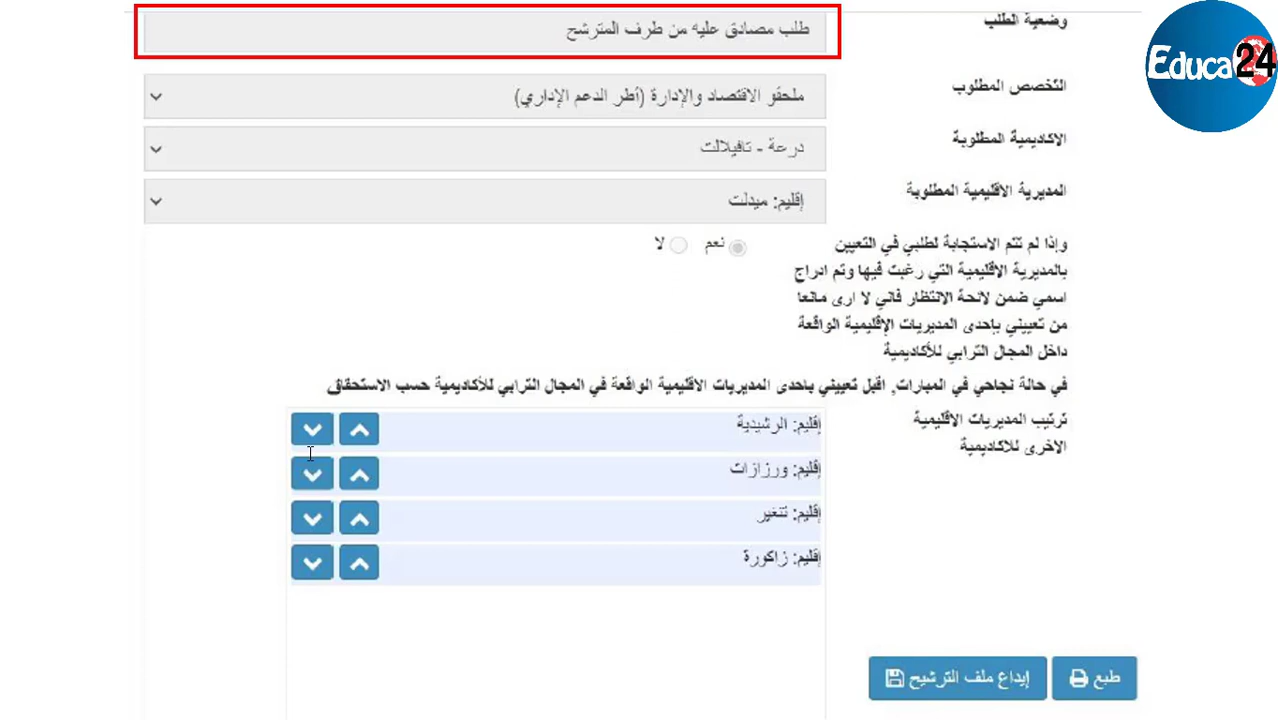 وضعية الطلب
طلب مصادق عليه من طرف المترشح
Educa24
التخصص المطلوب
ملحقو الاقتصاد والإدارة (أطر الدعم الإداري)
الاكاديمية المطلوبة
درعة - تافيلالت
المديرية الاقليمية المطلوبة
إقليم: ميدلت
وإذا لم تتم الاستجابة لطلبي في التعيين
نعم لا
بالمديرية الاقليمية التي رغبت فيها وتم ادراج
اسمي ضمن لائحة الانتظار فاني لا ارى مانعا
من تعييني بإحدى المديريات الإقليمية الواقعة
داخل المجال الترابي للأكاديمية
في حالة نجاحي في المبارات, اقبل تعييني باحدى المديريات الاقليمية الواقعة في المجال الترابي للأكاديمية حسب الاستحقاق
ترتيب المديريات الاقليمية
الاخرى للاكاديمية
إقليم: الرشيدية
إقليم: ورزازات
إقليم: تنغير
إقليم: زاكورة
طبع
إيداع ملف الترشيح